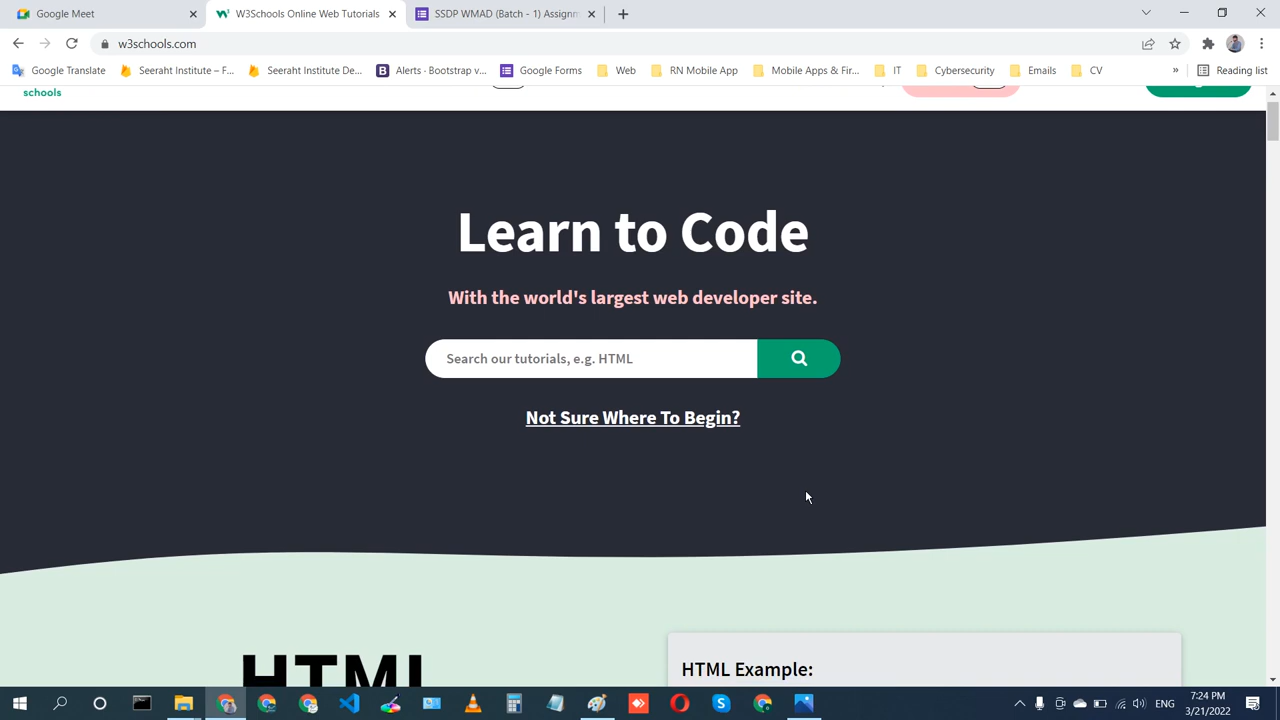 Google Meet
W3Schools Online Web Tutorials
SSDP WMAD (Batch - 1) Assignm
w3schools.com
Google Translate
Seeraht Institute – F...
Seeraht Institute De...
Alerts · Bootstrap v...
Google Forms
Web
RN Mobile App
Mobile Apps & Fir...
IT
Cybersecurity
Emails
CV
»
Reading list
schools
Learn to Code
With the world's largest web developer site.
Search our tutorials, e.g. HTML
Not Sure Where To Begin?
HTML
HTML Example:
ENG
7:24 PM
3/21/2022